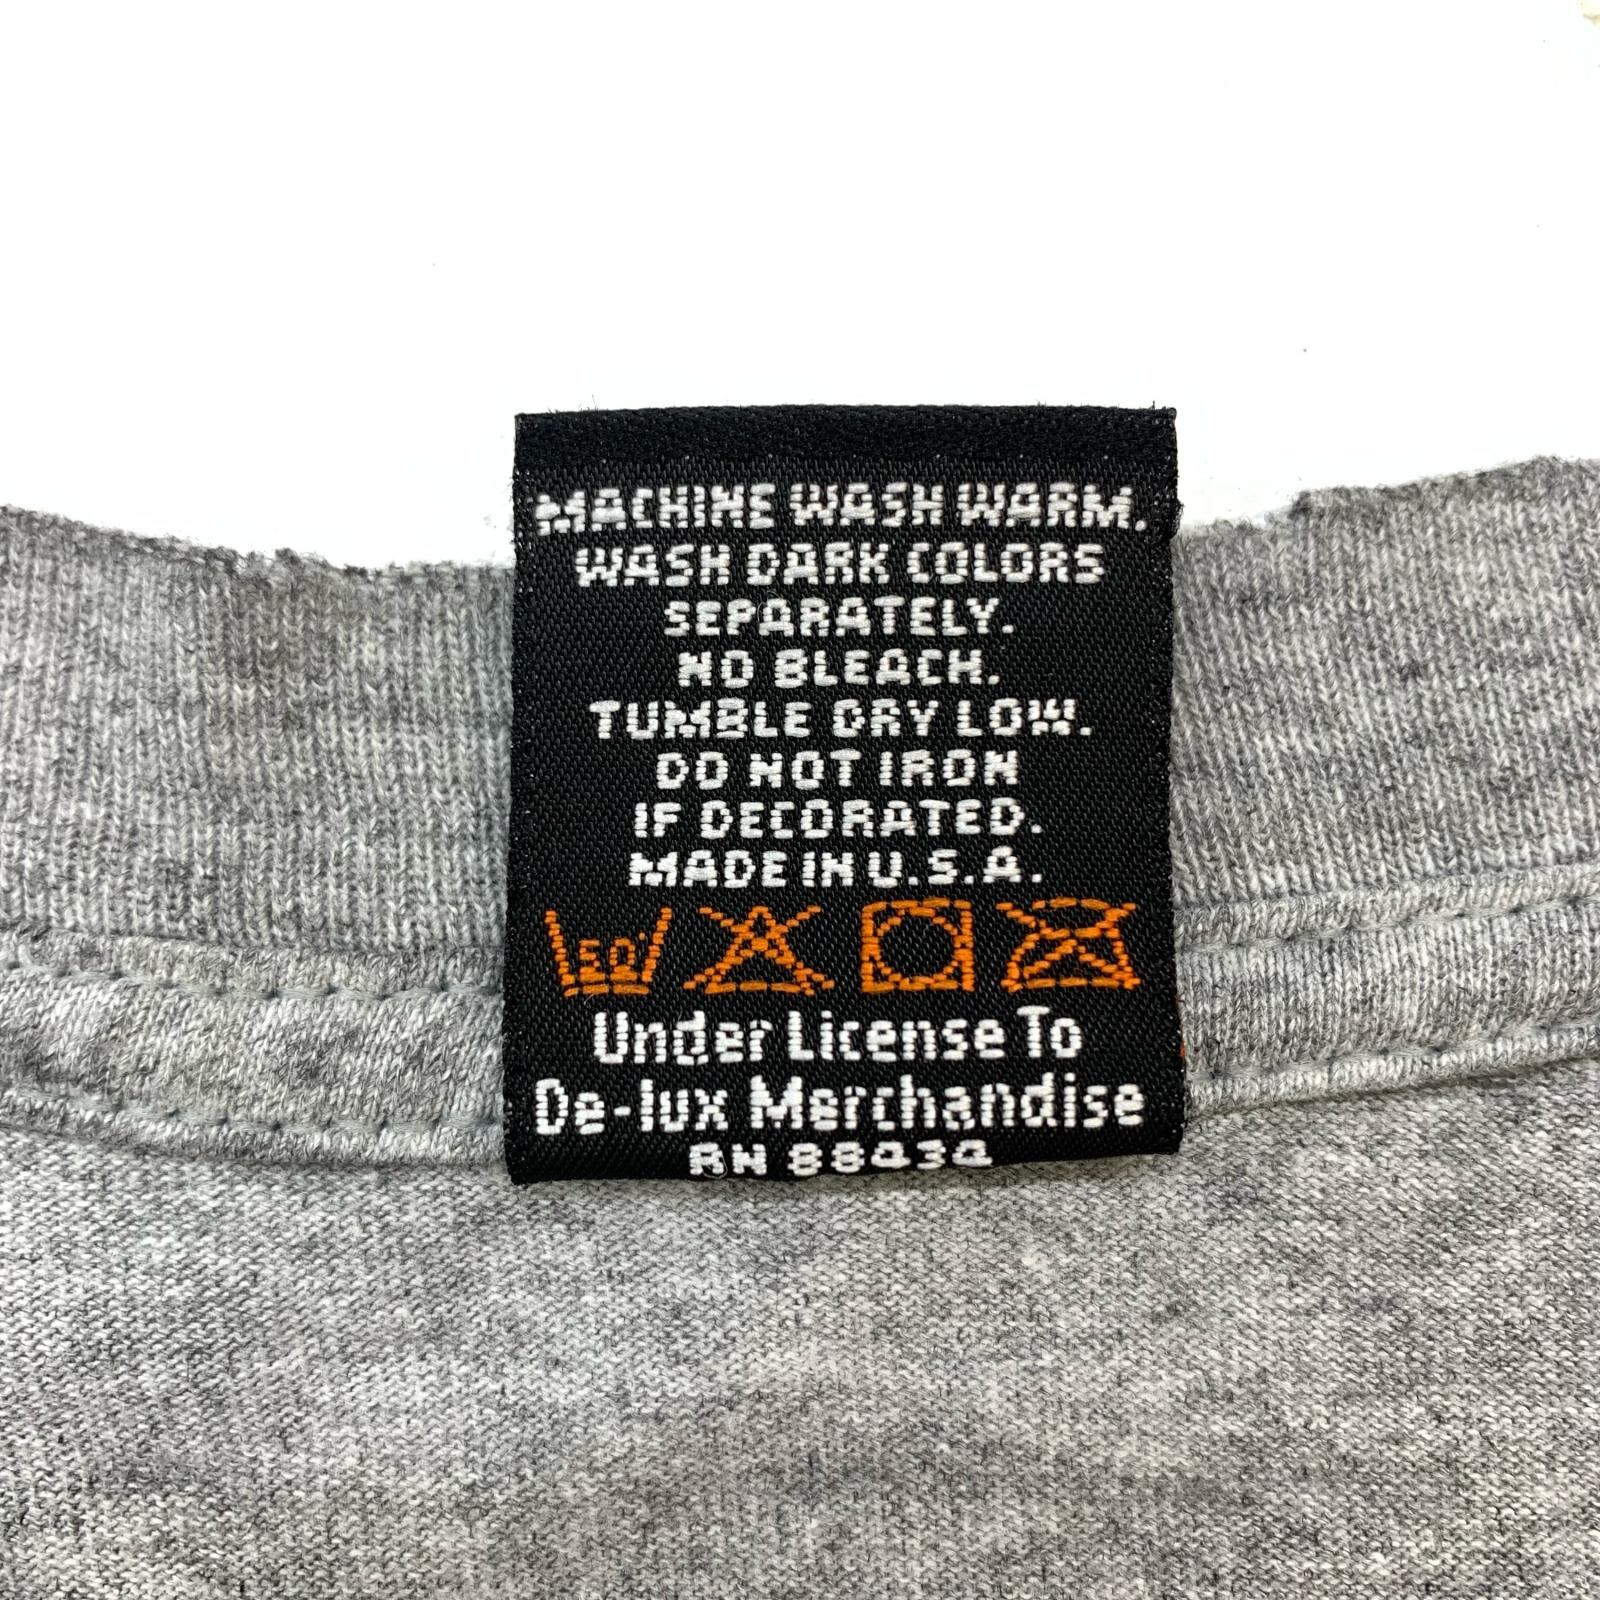 MACHINE WASH WARM.
WASH DARK COLORS
SEPARATELY.
NO BLEACH.
TUMBLE DRY LOW.
DO NOT IRON
IF DECORATED.
MADE IN U.S.A.
Under License To
De-lux Merchandise
RN 88434